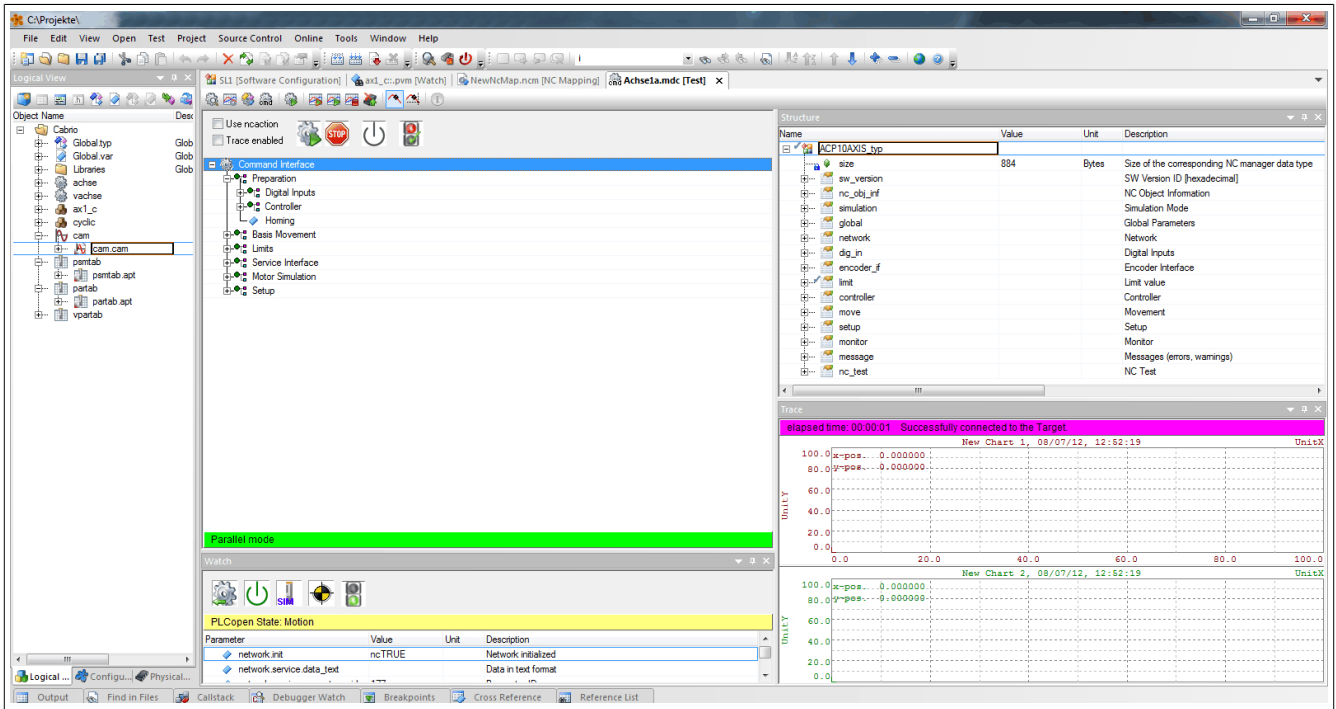 C:\Projekte\
File Edit View Open Test Project Source Control Online Tools Window Help
Logical View
Object Name Desc
Cabrio
Global.typ Glob
Global.var Glob
Libraries Glob
achse
vachse
ax1_c
cyclic
cam
cam.cam
psmtab
psmtab.apt
partab
partab.apt
vpartab
Logical ... Configu... Physical...
SL1 [Software Configuration] ax1_c::.pvm [Watch] NewNcMap.ncm [NC Mapping] Achse1a.mdc [Test]
Use ncaction
Trace enabled
STOP
Command Interface
Preparation
Digital Inputs
Controller
Homing
Basis Movement
Limits
Service Interface
Motor Simulation
Setup
Parallel mode
Watch
SIM
PLCopen State: Motion
Parameter Value Unit Description
network.init ncTRUE Network initialized
network.service.data_text Data in text format
Structure
Name Value Unit Description
ACP10AXIS_typ
size 884 Bytes Size of the corresponding NC manager data type
sw_version SW Version ID [hexadecimal]
nc_obj_inf NC Object Information
simulation Simulation Mode
global Global Parameters
network Network
dig_in Digital Inputs
encoder_if Encoder Interface
limit Limit value
controller Controller
move Movement
setup Setup
monitor Monitor
message Messages (errors, warnings)
nc_test NC Test
Trace
elapsed time: 00:00:01 Successfully connected to the Target.
New Chart 1, 08/07/12, 12:52:19 UnitX
100.0 x-pos. 0.000000
80.0 y-pos. 0.000000
60.0
UnitY
40.0
20.0
0.0
0.0 20.0 40.0 60.0 80.0 100.0
New Chart 2, 08/07/12, 12:52:19 UnitX
100.0 x-pos. 0.000000
80.0 y-pos. 0.000000
60.0
UnitY
40.0
20.0
0.0
Output Find in Files Callstack Debugger Watch Breakpoints Cross Reference Reference List